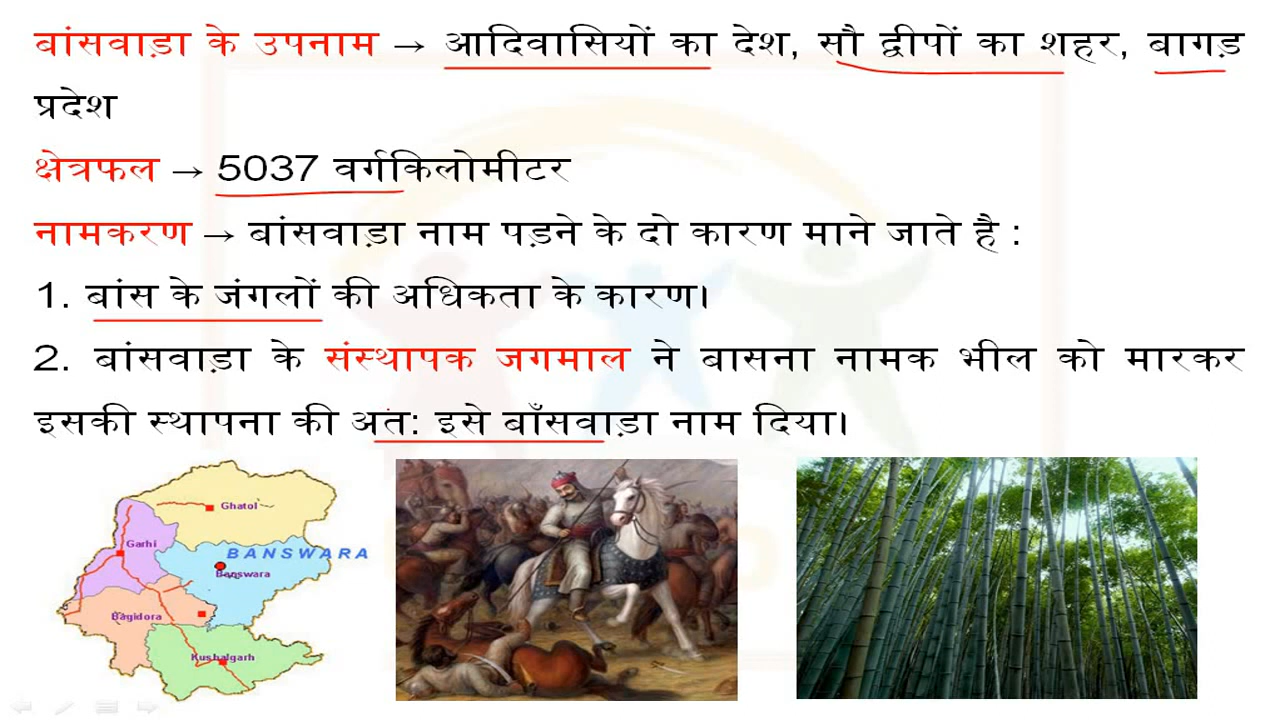 बांसवाड़ा के उपनाम → आदिवासियों का देश, सौ द्वीपों का शहर, बागड़
प्रदेश
क्षेत्रफल → 5037 वर्गकिलोमीटर
नामकरण → बांसवाड़ा नाम पड़ने के दो कारण माने जाते है :
1. बांस के जंगलों की अधिकता के कारण।
2. बांसवाड़ा के संस्थापक जगमाल ने बासना नामक भील को मारकर
इसकी स्थापना की अत: इसे बाँसवाड़ा नाम दिया।
Ghatol
Garhi
BANSWARA
Banswara
Bagidora
Kushalgarh